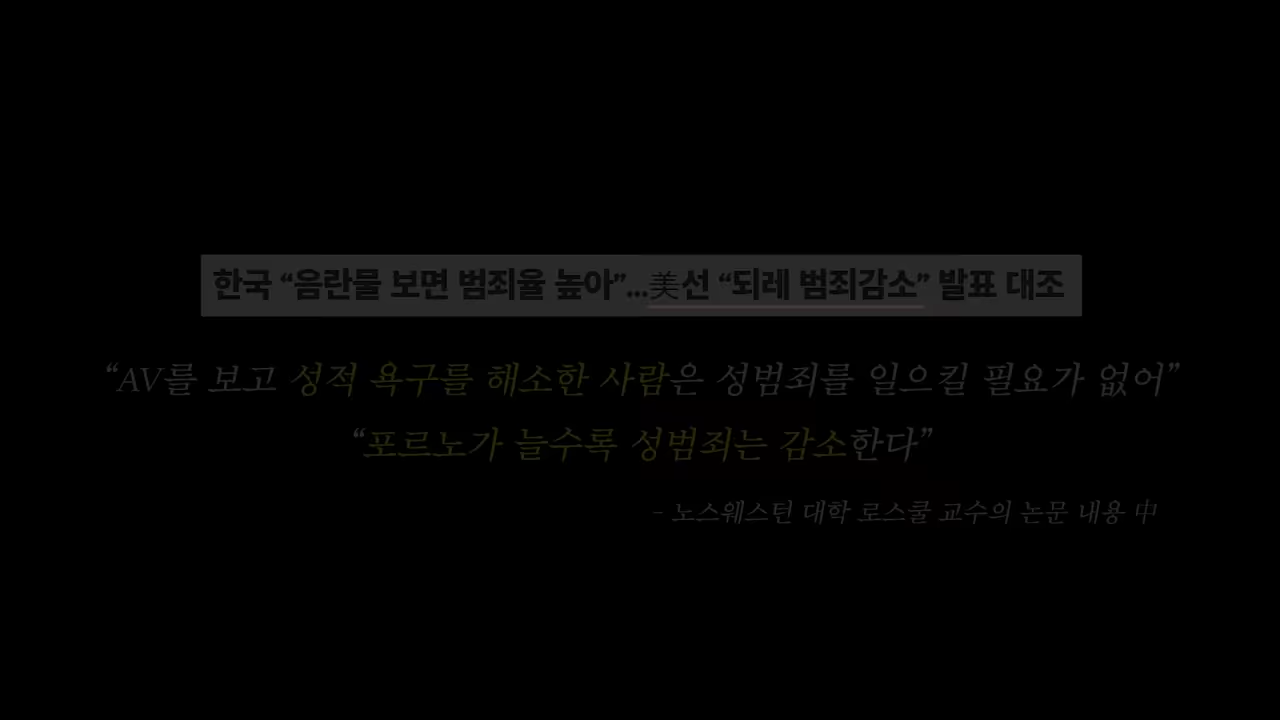 한국 “음란물 보면 범죄율 높아”...美선 “되레 범죄감소” 발표 대조
“AV를 보고 성적 욕구를 해소한 사람은 성범죄를 일으킬 필요가 없어”
“포르노가 늘수록 성범죄는 감소한다”
- 노스웨스턴 대학 로스쿨 교수의 논문 내용 中